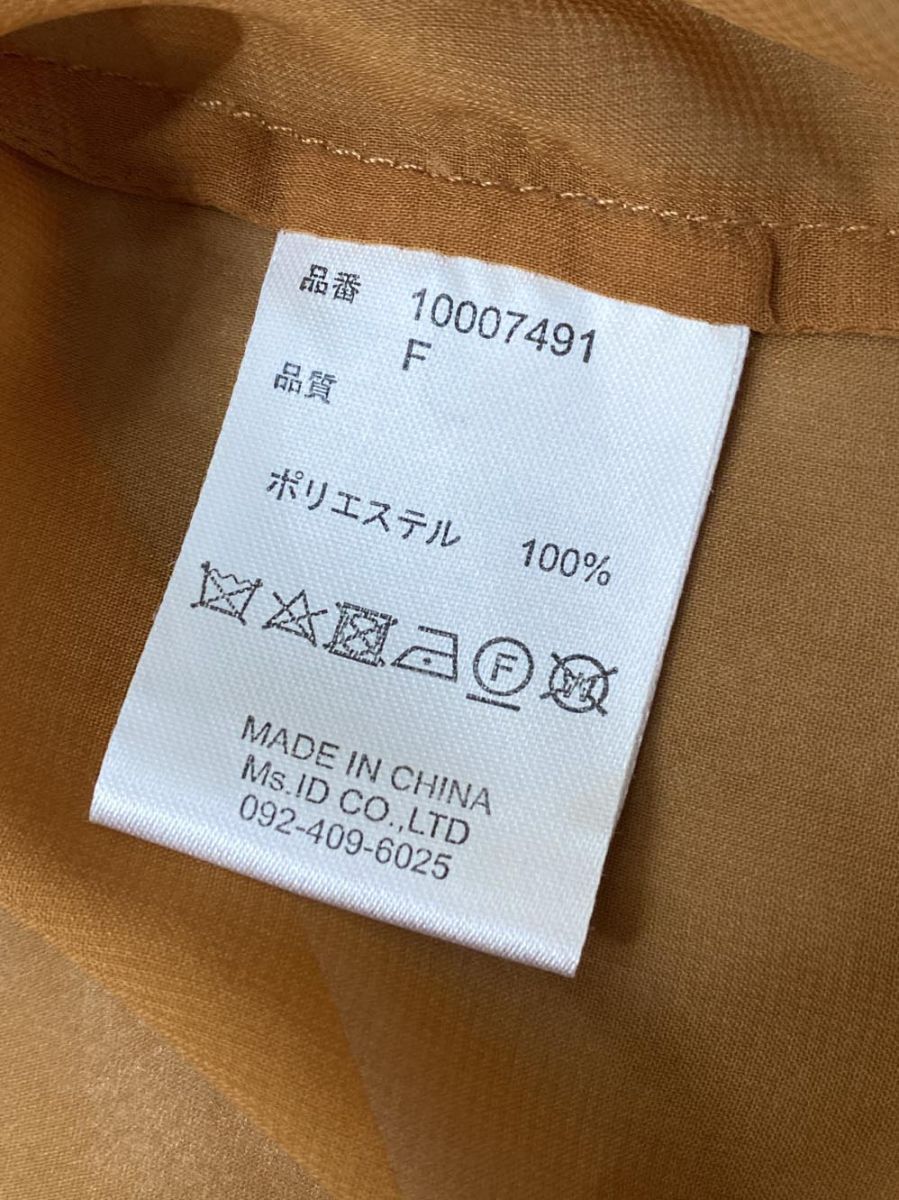 品番 10007491
F
品質
ポリエステル 100%
F W
MADE IN CHINA
Ms.ID CO.,LTD
092-409-6025